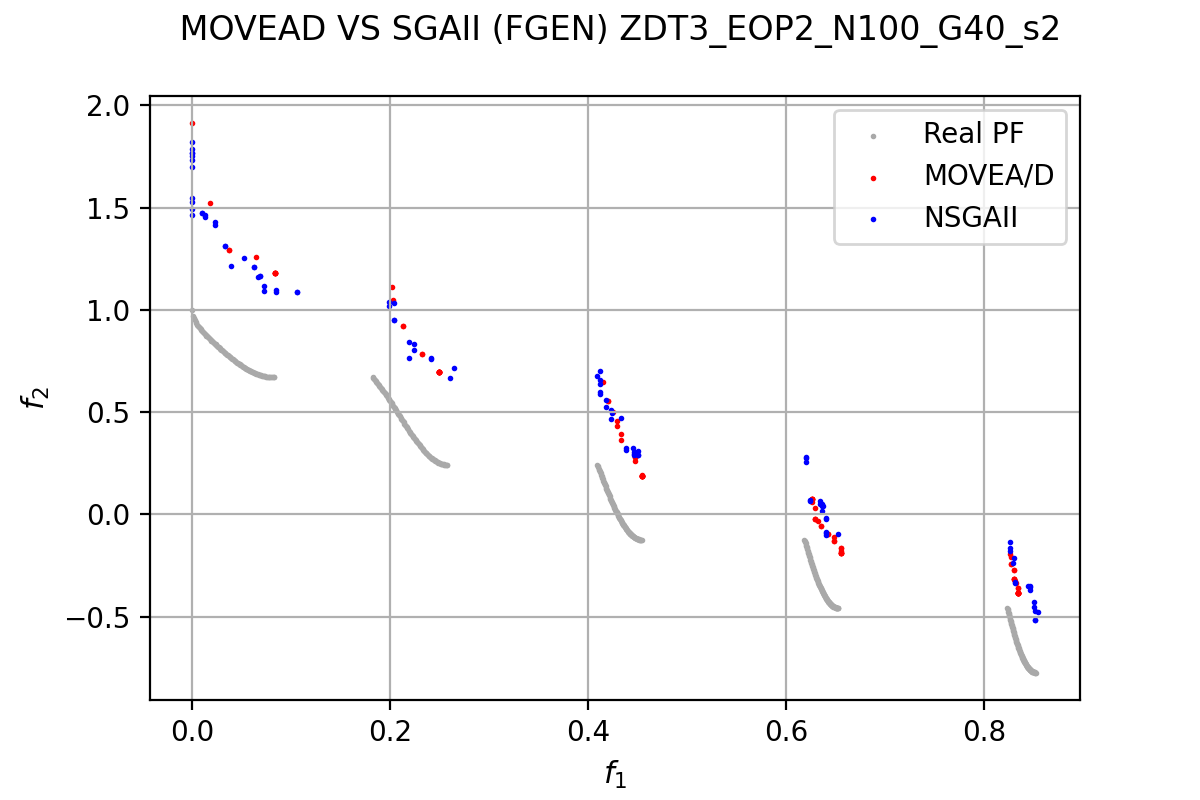 MOVEAD VS SGAII (FGEN) ZDT3_EOP2_N100_G40_s2
2.0
1.5
1.0
0.5
0.0
−0.5
f2
Real PF
MOVEA/D
NSGAII
0.0 0.2 0.4 0.6 0.8
f1